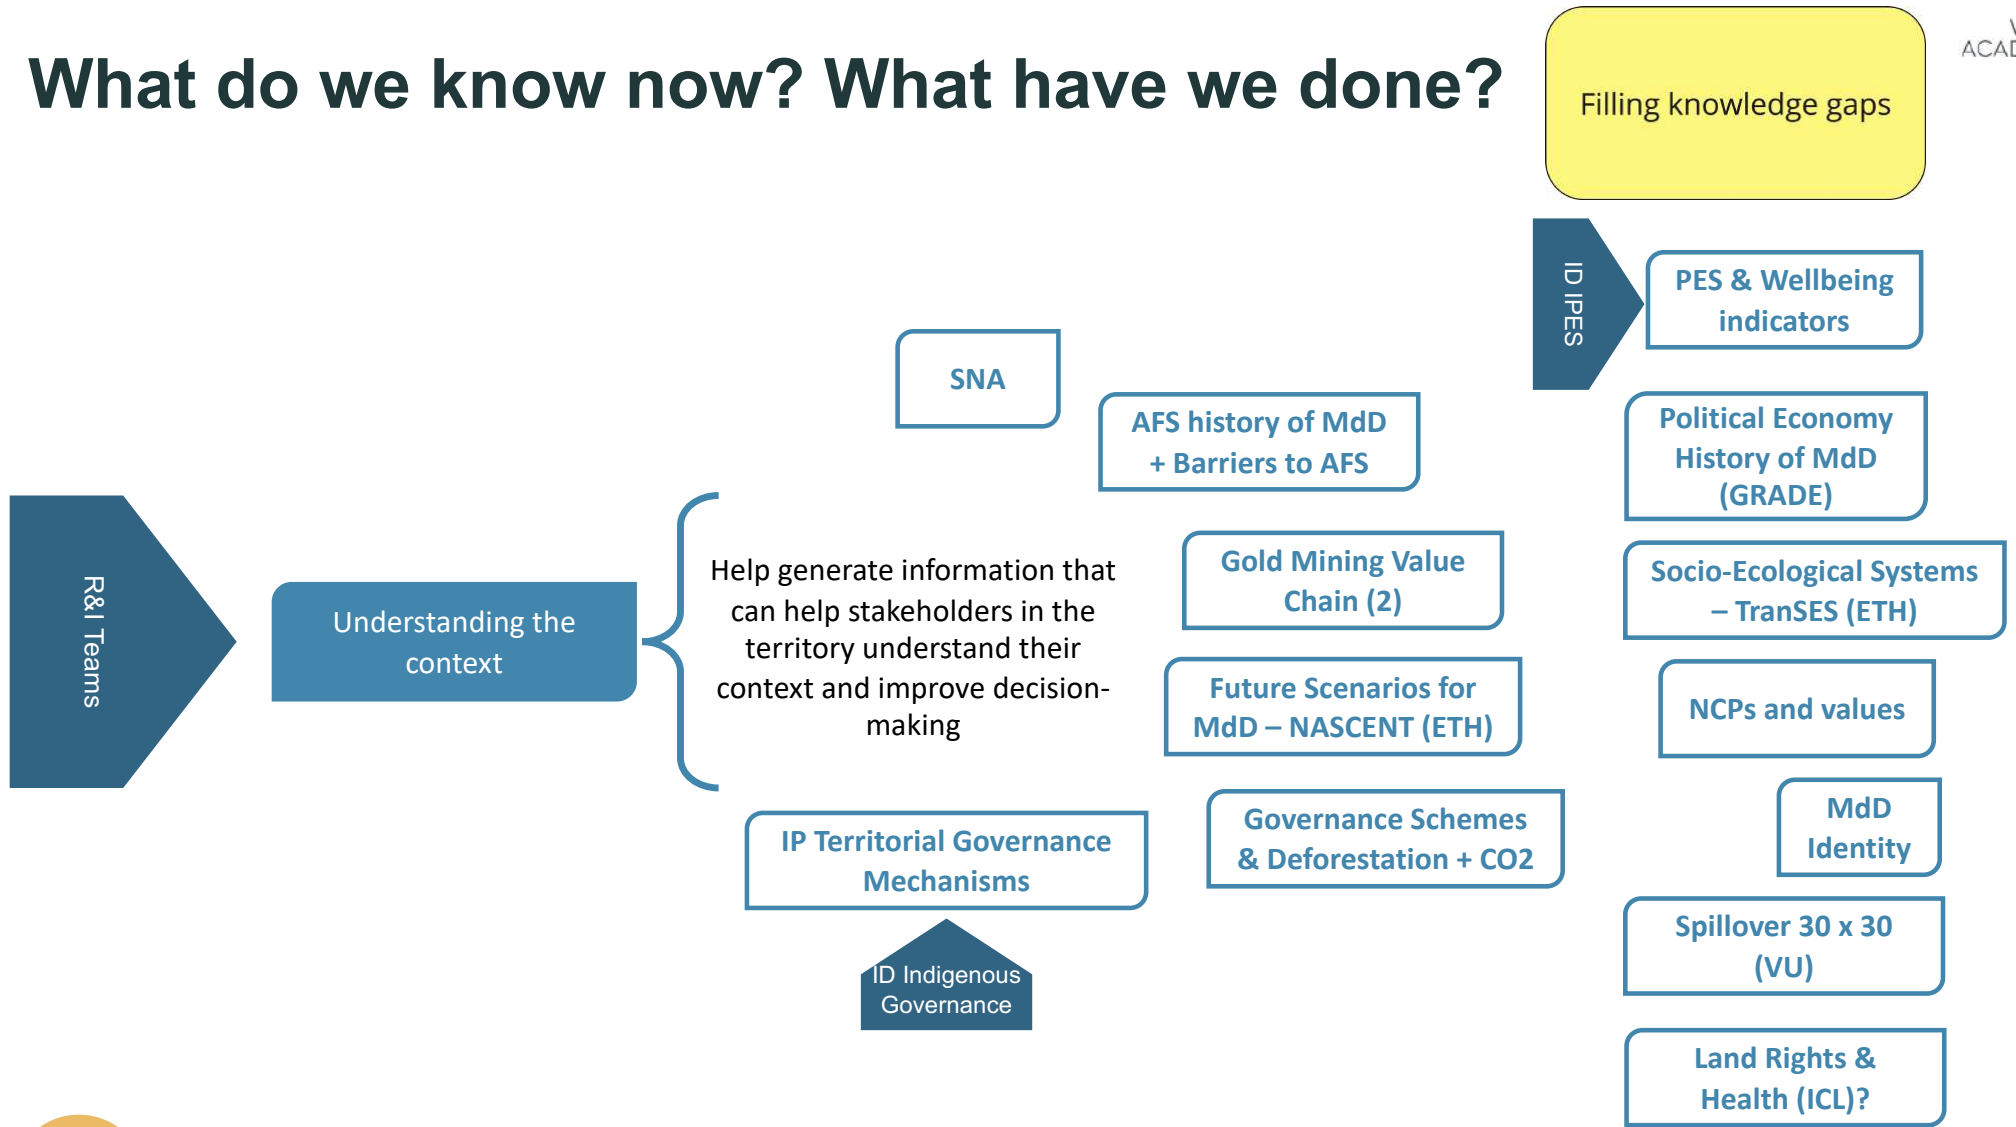 What do we know now? What have we done?
Filling knowledge gaps
ACAD
R&I Teams
Understanding the
context
Help generate information that
can help stakeholders in the
territory understand their
context and improve decision-
making
SNA
AFS history of MdD
+ Barriers to AFS
Gold Mining Value
Chain (2)
Future Scenarios for
MdD – NASCENT (ETH)
Governance Schemes
& Deforestation + CO2
IP Territorial Governance
Mechanisms
ID Indigenous
Governance
ID IPES
PES & Wellbeing
indicators
Political Economy
History of MdD
(GRADE)
Socio-Ecological Systems
– TranSES (ETH)
NCPs and values
MdD
Identity
Spillover 30 x 30
(VU)
Land Rights &
Health (ICL)?